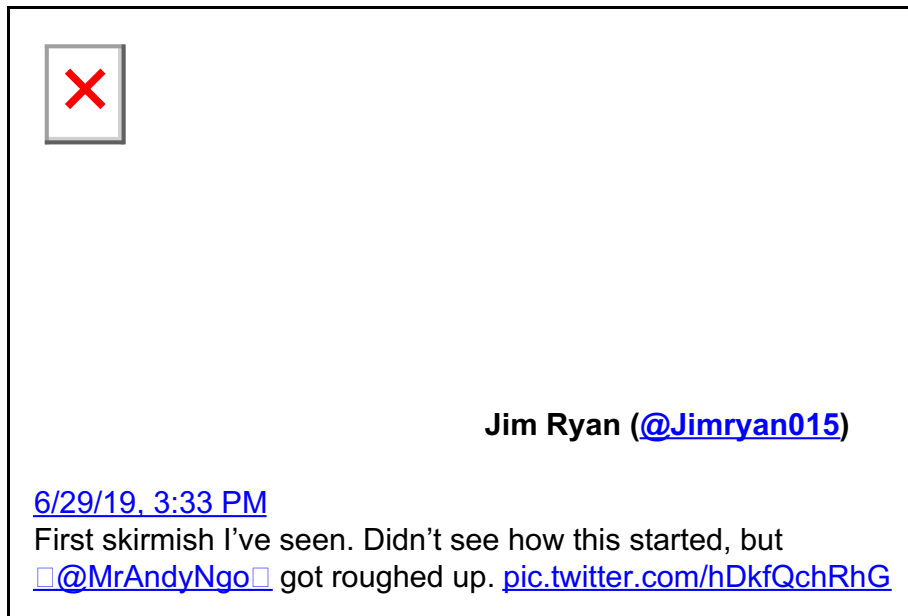 Jim Ryan (@Jimryan015)
6/29/19, 3:33 PM
First skirmish I’ve seen. Didn’t see how this started, but
□@MrAndyNgo□ got roughed up. pic.twitter.com/hDkfQchRhG